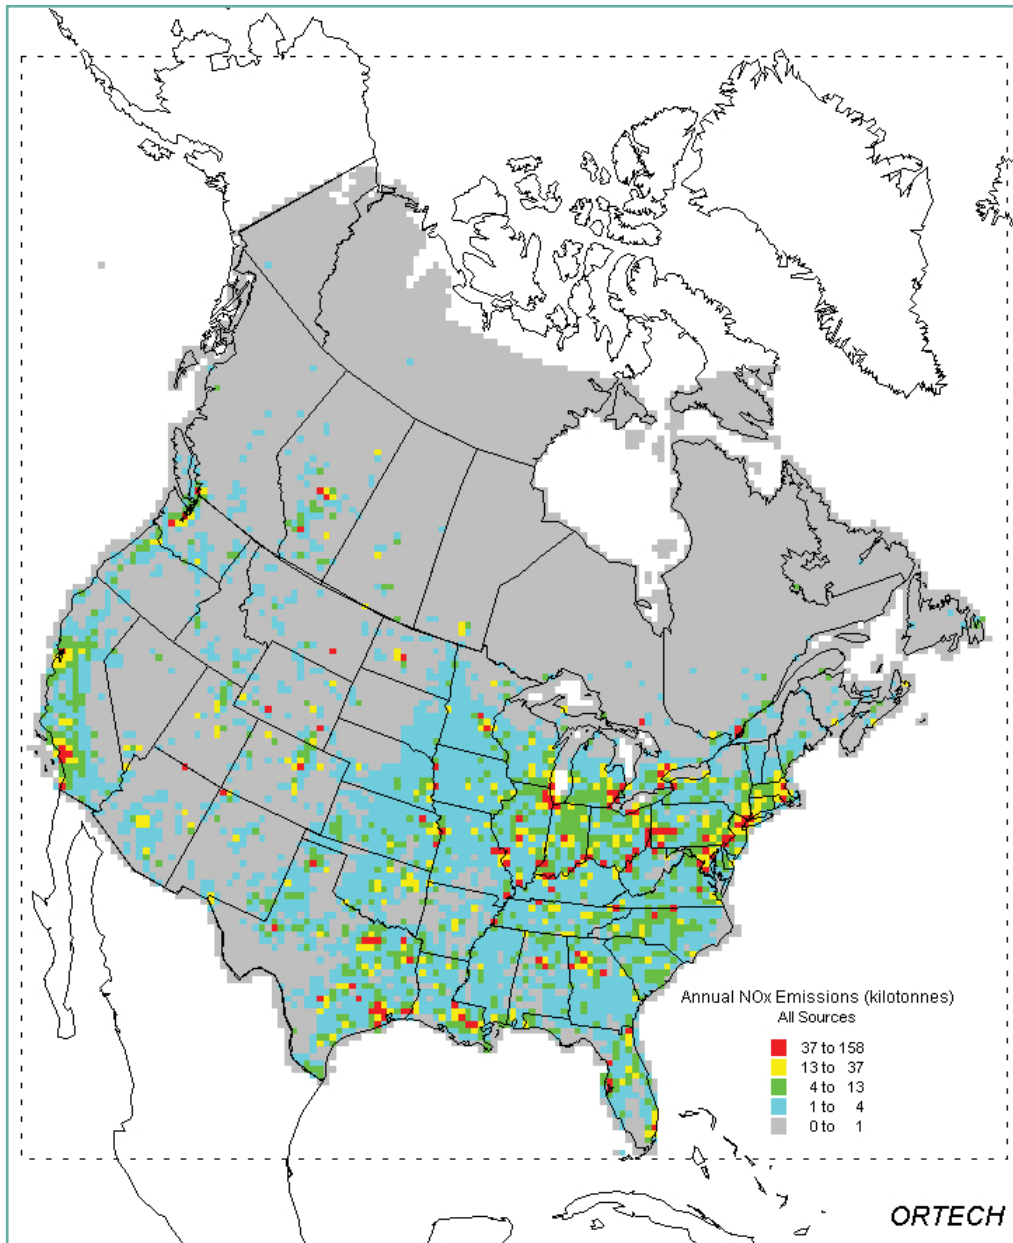 Annual NOx Emissions (kilotonnes)
All Sources
37 to 158
13 to 37
4 to 13
1 to 4
0 to 1
ORTECH